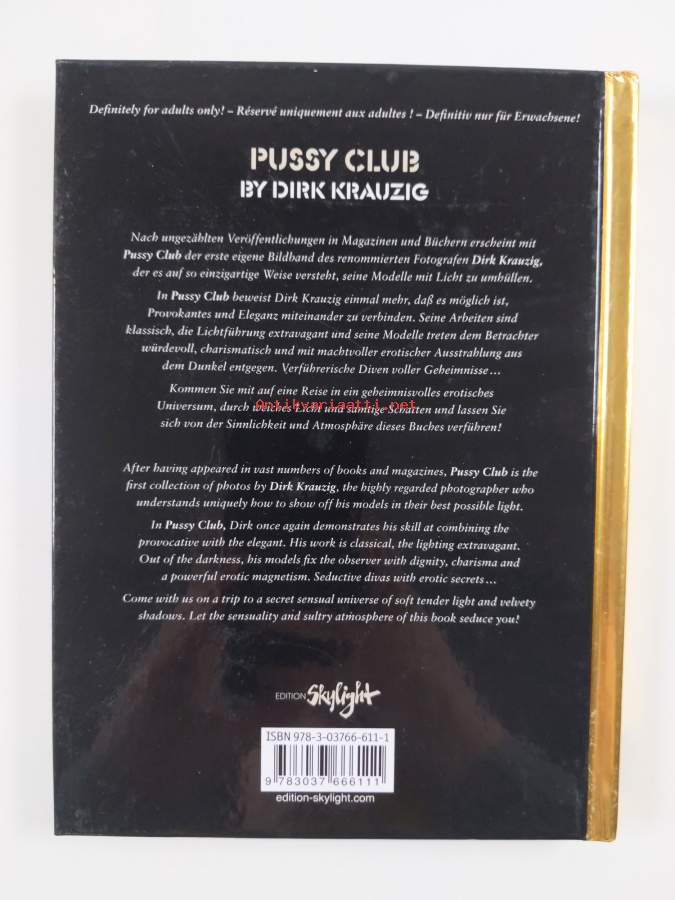 Definitely for adults only! – Réservé uniquement aux adultes ! – Definitiv nur für Erwachsene!
PUSSY CLUB
BY DIRK KRAUZIG
Nach ungezählten Veröffentlichungen in Magazinen und Büchern erscheint mit
Pussy Club der erste eigene Bildband des renommierten Fotografen Dirk Krauzig,
der es auf so einzigartige Weise versteht, seine Modelle mit Licht zu umhüllen.
In Pussy Club beweist Dirk Krauzig einmal mehr, daß es möglich ist,
Provokantes und Eleganz miteinander zu verbinden. Seine Arbeiten sind
klassisch, die Lichtführung extravagant und seine Modelle treten dem Betrachter
würdevoll, charismatisch und mit machtvoller erotischer Ausstrahlung aus
dem Dunkel entgegen. Verführerische Diven voller Geheimnisse…
Kommen Sie mit auf eine Reise in ein geheimnisvolles erotisches
Universum, durch weiches Licht und samtige Schatten und lassen Sie
Antikvariaatti.net
sich von der Sinnlichkeit und Atmosphäre dieses Buches verführen!
After having appeared in vast numbers of books and magazines, Pussy Club is the
first collection of photos by Dirk Krauzig, the highly regarded photographer who
understands uniquely how to show off his models in their best possible light.
In Pussy Club, Dirk once again demonstrates his skill at combining the
provocative with the elegant. His work is classical, the lighting extravagant.
Out of the darkness, his models fix the observer with dignity, charisma and
a powerful erotic magnetism. Seductive divas with erotic secrets…
Come with us on a trip to a secret sensual universe of soft tender light and velvety
shadows. Let the sensuality and sultry atmosphere of this book seduce you!
EDITION Skylight
ISBN 978-3-03766-611-1
9 783037 666111
edition-skylight.com